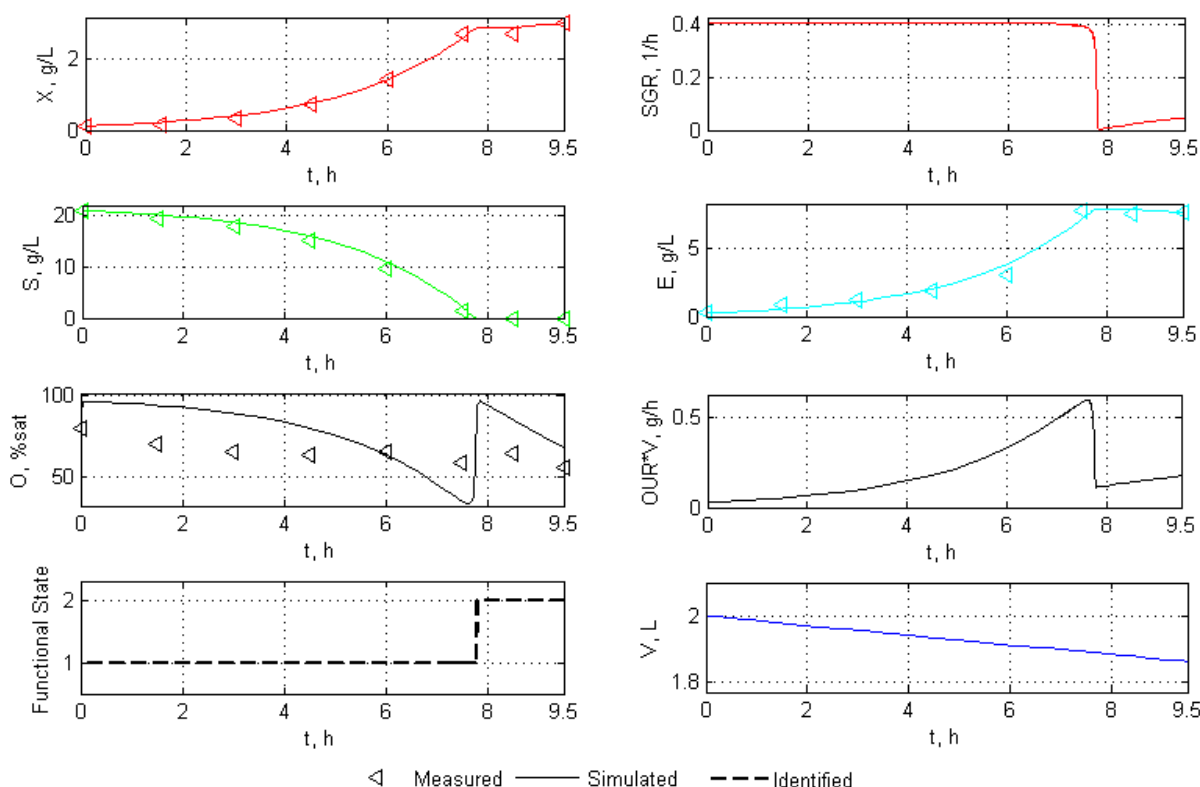 X, g/L
2
0
0 2 4 6 8 9.5
t, h
SGR, 1/h
0.4
0.2
0
0 2 4 6 8 9.5
t, h
S, g/L
20
10
0
0 2 4 6 8 9.5
t, h
E, g/L
5
0
0 2 4 6 8 9.5
t, h
O, %sat
100
50
0 2 4 6 8 9.5
t, h
OUR*V, g/h
0.5
0
0 2 4 6 8 9.5
t, h
Functional State
2
1
0 2 4 6 8 9.5
t, h
V, L
2
1.8
0 2 4 6 8 9.5
t, h
Measured Simulated Identified